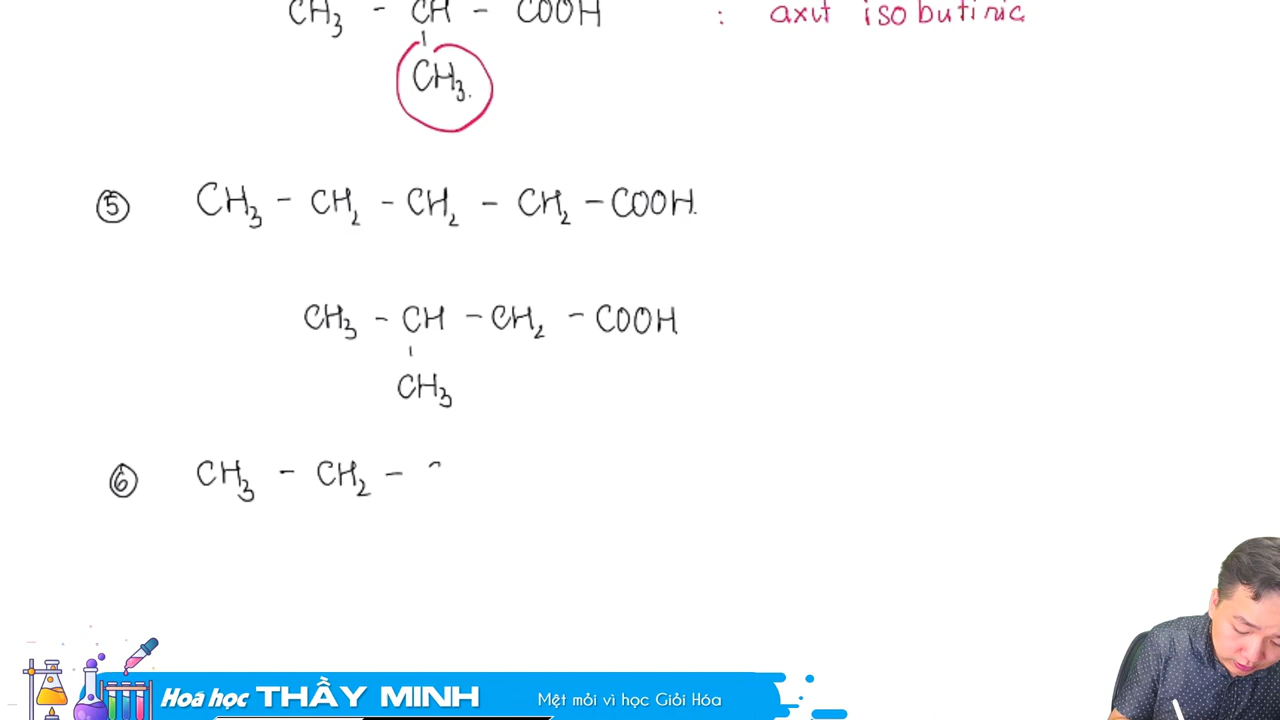 CH₃ - CH - COOH : axit isobutiric
CH₃.
⑤ CH₃ - CH₂ - CH₂ - CH₂ - COOH.
CH₃ - CH - CH₂ - COOH
CH₃
⑥ CH₃ - CH₂ -
Hoá học THẦY MINH Mệt mỏi vì học Giỏi Hóa